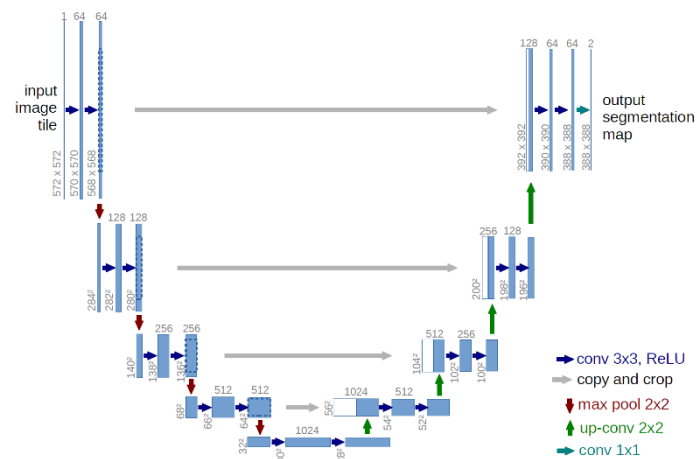 1 64 64
128 64 64 2
input
image
tile
output
segmentation
map
572 x 572
570 x 570
568 x 568
392 x 392
390 x 390
388 x 388
388 x 388
128 128
256 128
284²
282²
280²
200²
198²
196²
256 256
512 256
140²
138²
136²
104²
102²
100²
512 512
1024 512
68²
66²
64²
56²
54²
52²
1024
32²
conv 3x3, ReLU
copy and crop
max pool 2x2
up-conv 2x2
conv 1x1